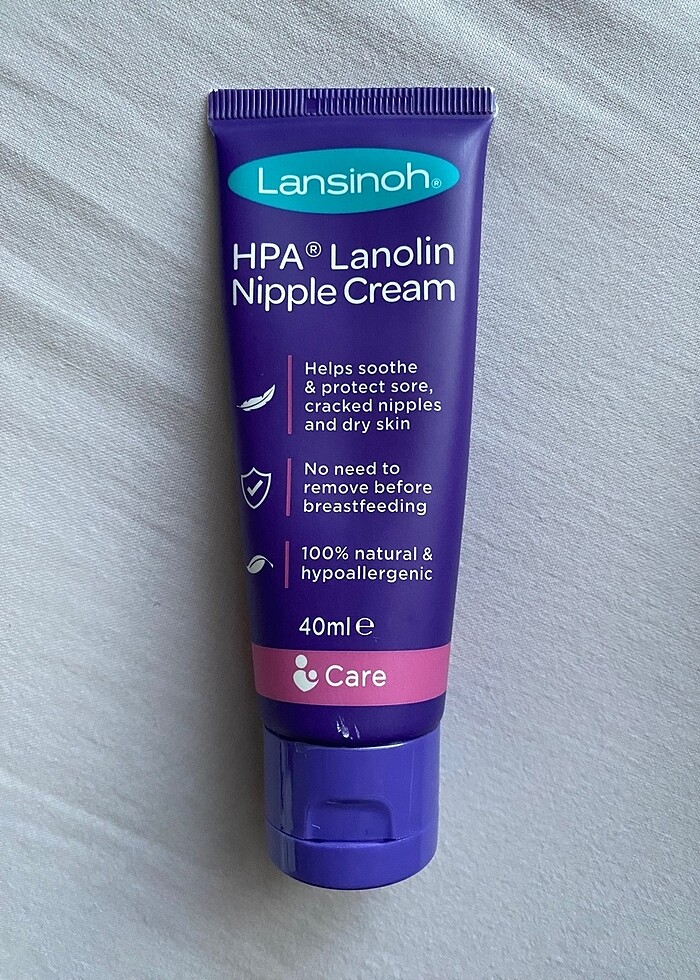 Lansinoh®
HPA® Lanolin
Nipple Cream
Helps soothe
& protect sore,
cracked nipples
and dry skin
No need to
remove before
breastfeeding
100% natural &
hypoallergenic
40ml ℮
Care